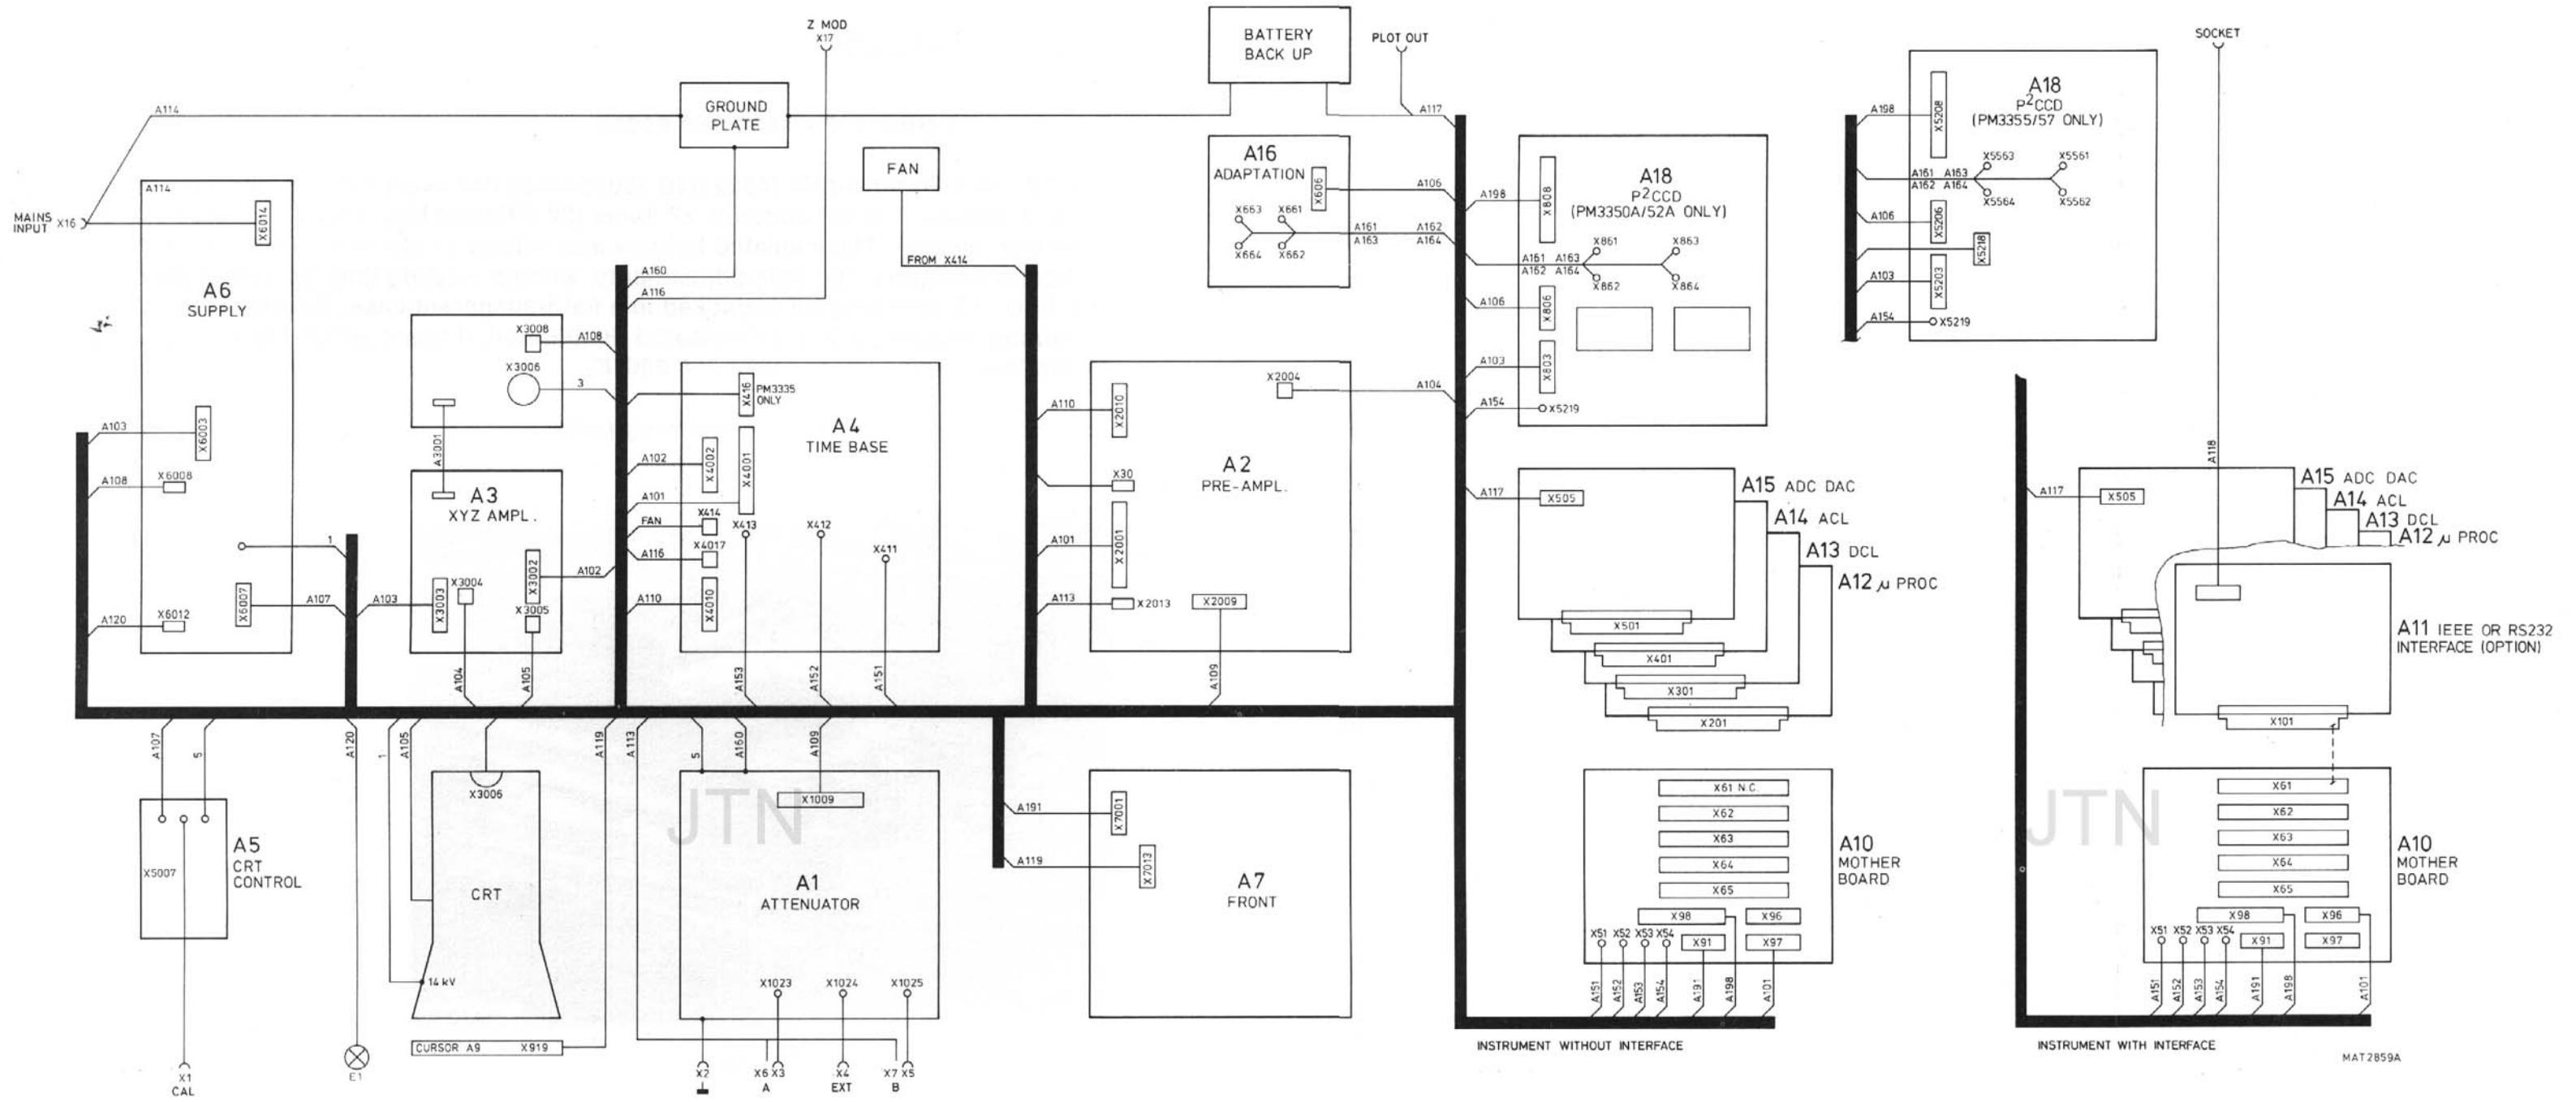 Z MOD
X17
BATTERY
BACK UP
PLOT OUT
SOCKET
A114
GROUND
PLATE
A117
FAN
FROM X414
MAINS
INPUT X16
A114
X6014
A6
SUPPLY
A103
X6003
A108
X6008
1
X6007
A107
A120
X6012
A160
A116
X3008
A108
X3006
3
A3001
A3
XYZ AMPL.
A103
X3003
X3004
X3002
A102
X3005
A104
A105
X416
PM3335
ONLY
A4
TIME BASE
A102
X4002
X4001
A101
FAN
X414
X413
X412
X411
A116
X4017
A110
X4010
A153
A152
A151
A16
ADAPTATION
X606
A106
X663
X661
X664
X662
A161
A163
A162
A164
X2004
A104
A110
X2010
A2
PRE-AMPL.
X30
A101
X2001
A113
X2013
X2009
A109
A18
P2CCD
(PM3350A/52A ONLY)
A198
X808
A161 A163
A162 A164
X861
X863
X862
X864
A106
X806
A103
X803
A154
X5219
A117
X505
A15 ADC DAC
A14 ACL
A13 DCL
A12 μ PROC
X501
X401
X301
X201
A18
P2CCD
(PM3355/57 ONLY)
A198
X5208
A161 A163
A162 A164
X5563
X5561
X5564
X5562
A106
X5206
X5218
A103
X5203
A154
X5219
A118
A117
X505
A15 ADC DAC
A14 ACL
A13 DCL
A12 μ PROC
A11 IEEE OR RS232
INTERFACE (OPTION)
X101
A107
5
A120
1
A105
A119
A113
5
A160
A109
X5007
A5
CRT
CONTROL
X1
CAL
E1
X3006
CRT
14 kV
CURSOR A9 X919
X1009
JTN
A1
ATTENUATOR
X1023
X1024
X1025
X2
X6 X3
A
X4
EXT
X7 X5
B
A191
X7001
A119
X7013
A7
FRONT
X61 N.C.
X62
X63
X64
X65
X98
X96
X51 X52 X53 X54
X91
X97
A10
MOTHER
BOARD
A151
A152
A153
A154
A191
A198
A101
INSTRUMENT WITHOUT INTERFACE
JTN
X61
X62
X63
X64
X65
X98
X96
X51 X52 X53 X54
X91
X97
A10
MOTHER
BOARD
A151
A152
A153
A154
A191
A198
A101
INSTRUMENT WITH INTERFACE
MAT2859A